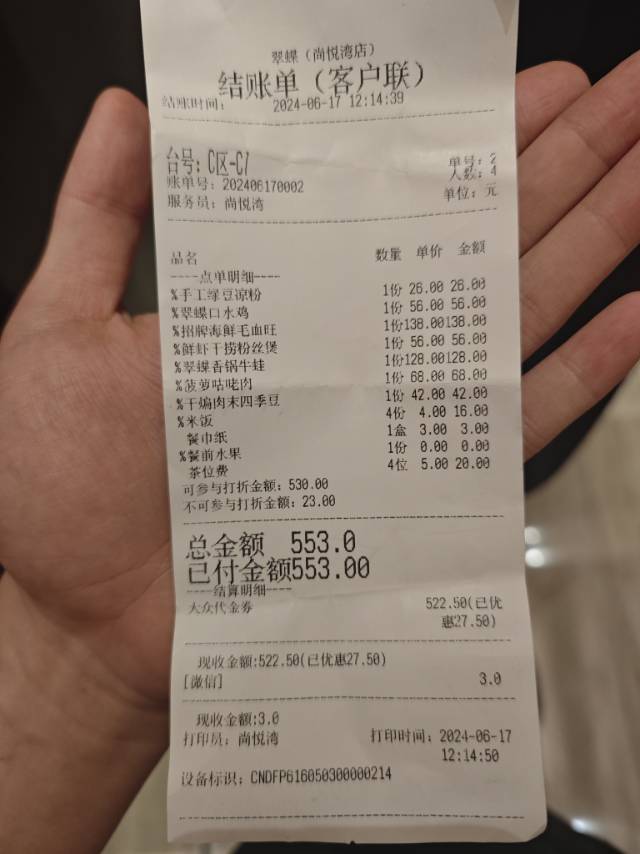 翠蝶（尚悦湾店）
结账单（客户联）
结账时间： 2024-06-17 12:14:39
台号：C区-C7 单号：2
人数：4
账单号：202406170002 单位：元
服务员：尚悦湾
品名 数量 单价 金额
----点单明细----
%手工绿豆凉粉 1份 26.00 26.00
%翠蝶口水鸡 1份 56.00 56.00
%招牌海鲜毛血旺 1份138.00138.00
%鲜虾干捞粉丝煲 1份 56.00 56.00
%翠蝶香锅牛蛙 1份128.00128.00
%菠萝咕咾肉 1份 68.00 68.00
%干煸肉末四季豆 1份 42.00 42.00
%米饭 4份 4.00 16.00
餐巾纸 1盒 3.00 3.00
%餐前水果 1份 0.00 0.00
茶位费 4位 5.00 20.00
可参与打折金额：530.00
不可参与打折金额：23.00
总金额 553.0
已付金额553.00
----结算明细----
大众代金券 522.50(已优
惠27.50)
现收金额:522.50(已优惠27.50)
[微信] 3.0
现收金额:3.0
打印员：尚悦湾 打印时间：2024-06-17
12:14:50
设备标识：CNDFP616050300000214